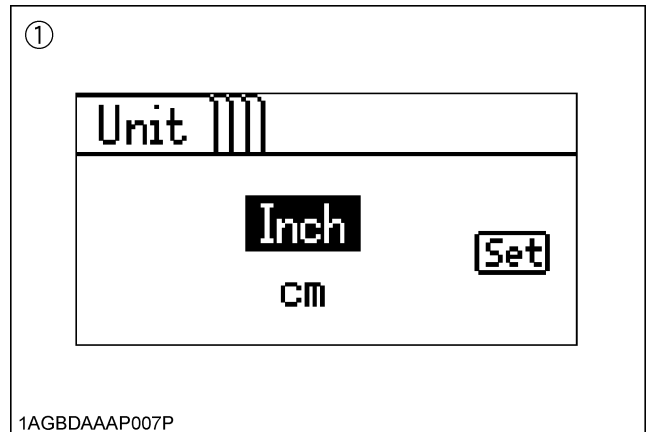 ①
Unit
Inch
Set
cm
1AGBDAAAP007P